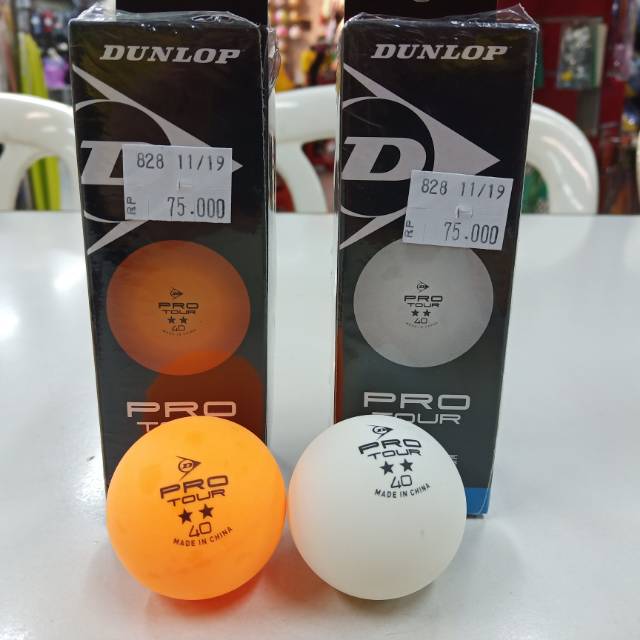 DUNLOP
D
828 11/19
RP 75.000
PRO
TOUR
★★
40
MADE IN CHINA
PRO
DUNLOP
D
828 11/19
RP 75.000
PRO
TOUR
★★
40
MADE IN CHINA
PRO
TOUR
D
PRO
TOUR
★★
40
MADE IN CHINA
D
PRO
TOUR
★★
40
MADE IN CHINA